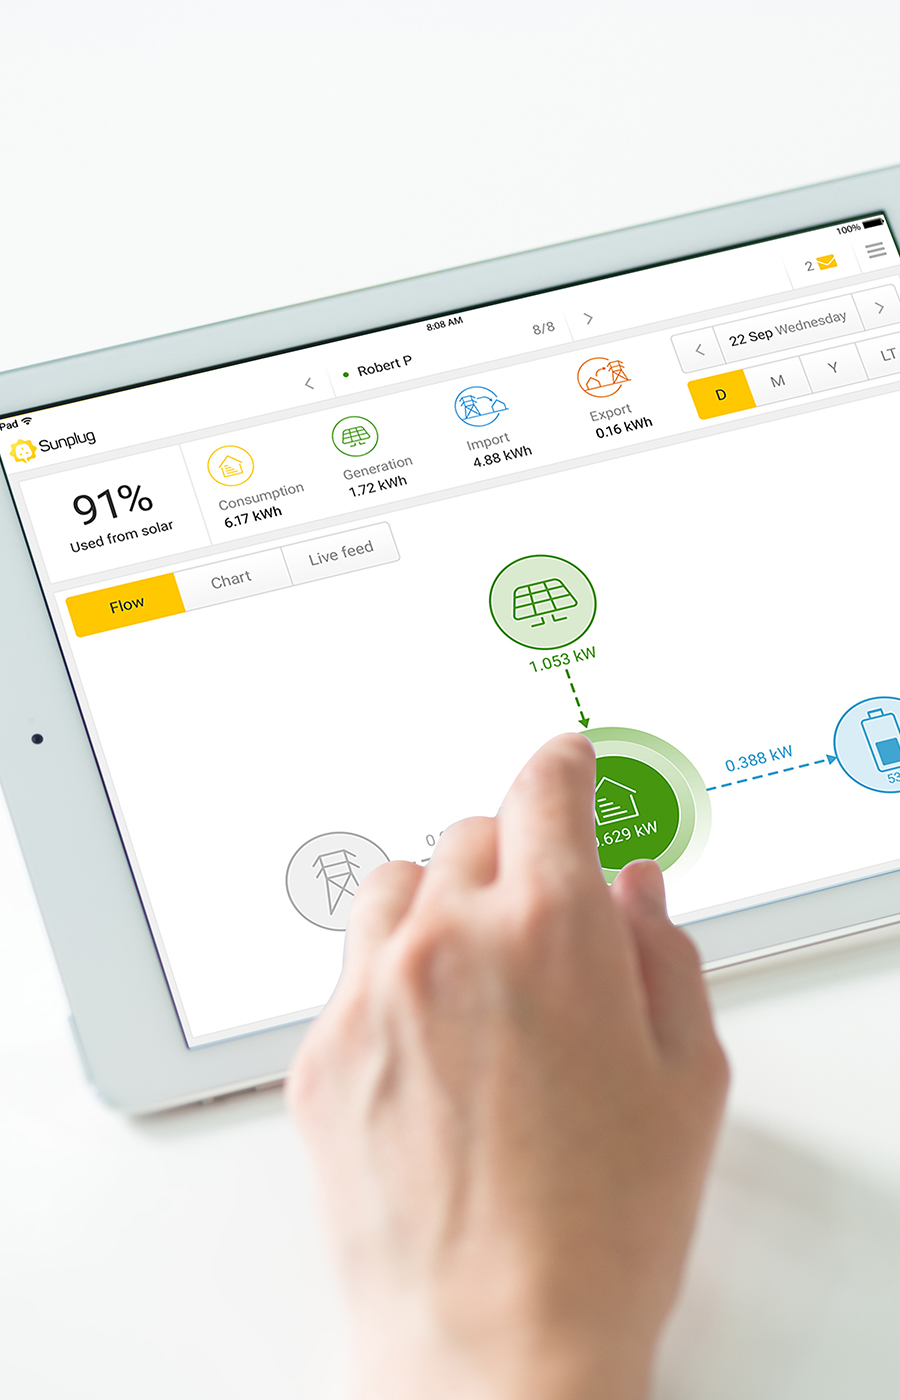 Pad
8:08 AM
100%
Sunplug
Robert P
8/8
2
91%
Used from solar
Consumption
6.17 kWh
Generation
1.72 kWh
Import
4.88 kWh
Export
0.16 kWh
22 Sep Wednesday
D
M
Y
LT
Flow
Chart
Live feed
1.053 kW
0.388 kW
.629 kW
53